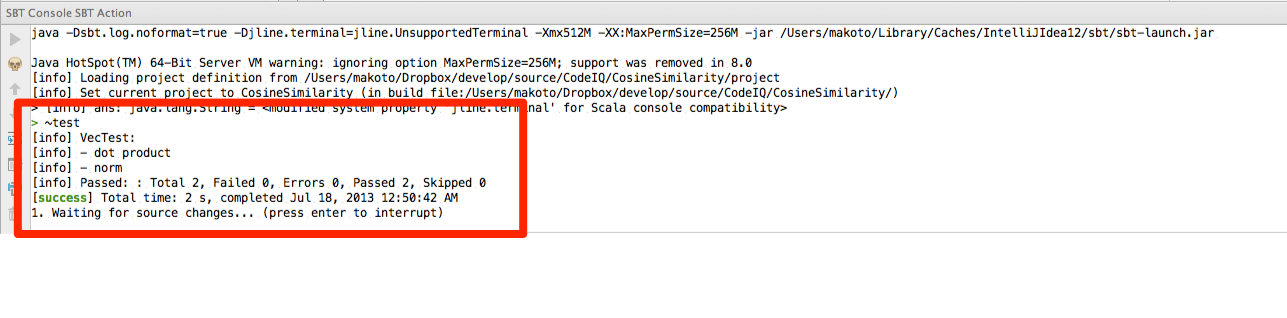 SBT Console SBT Action
java -Dsbt.log.noformat=true -Djline.terminal=jline.UnsupportedTerminal -Xmx512M -XX:MaxPermSize=256M -jar /Users/makoto/Library/Caches/IntelliJIdea12/sbt/sbt-launch.jar
Java HotSpot(TM) 64-Bit Server VM warning: ignoring option MaxPermSize=256M; support was removed in 8.0
[info] Loading project definition from /Users/makoto/Dropbox/develop/source/CodeIQ/CosineSimilarity/project
[info] Set current project to CosineSimilarity (in build file:/Users/makoto/Dropbox/develop/source/CodeIQ/CosineSimilarity/)
> [info] ans: java.lang.String = <modified system property 'jline.terminal' for Scala console compatibility>
> ~test
[info] VecTest:
[info] - dot product
[info] - norm
[info] Passed: : Total 2, Failed 0, Errors 0, Passed 2, Skipped 0
[success] Total time: 2 s, completed Jul 18, 2013 12:50:42 AM
1. Waiting for source changes... (press enter to interrupt)